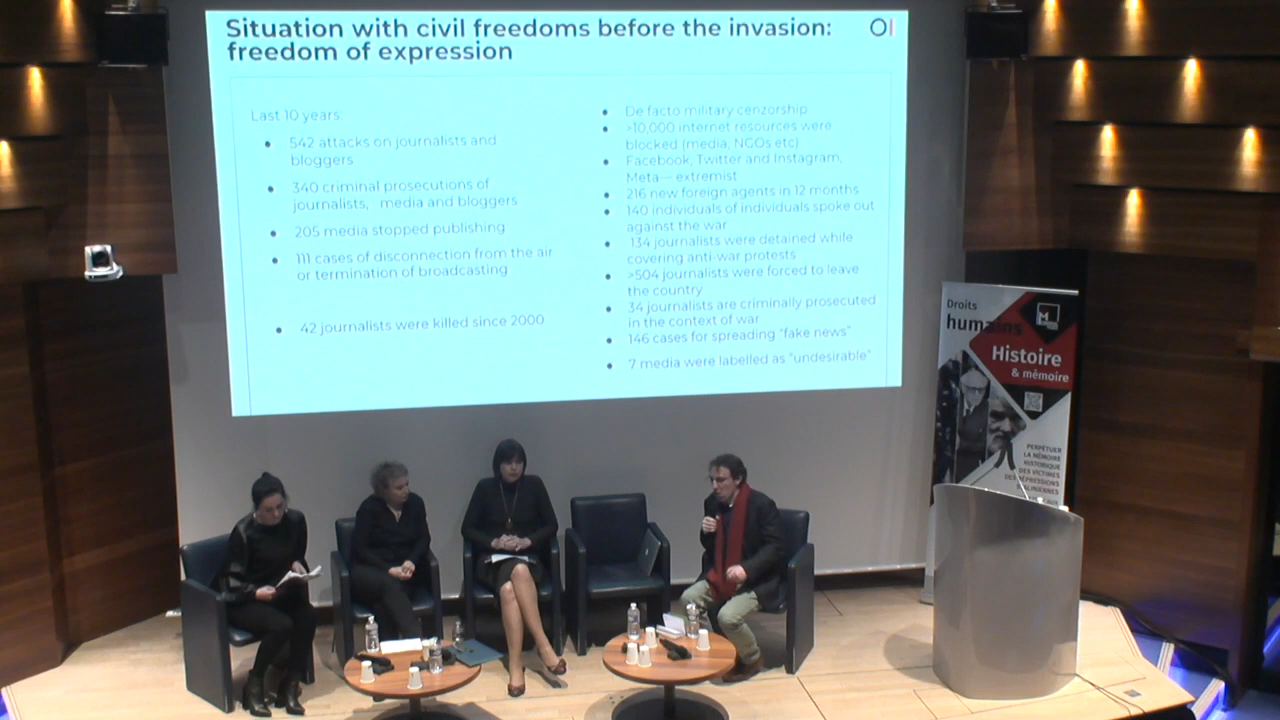 Situation with civil freedoms before the invasion:
freedom of expression
OI
Last 10 years:
• 542 attacks on journalists and
bloggers
• 340 criminal prosecutions of
journalists, media and bloggers
• 205 media stopped publishing
• 111 cases of disconnection from the air
or termination of broadcasting
• 42 journalists were killed since 2000
• De facto military cenzorship
• >10,000 internet resources were
blocked (media, NGOs etc)
• Facebook, Twitter and Instagram,
Meta— extremist
• 216 new foreign agents in 12 months
• 140 individuals of individuals spoke out
against the war
• 134 journalists were detained while
covering anti-war protests
• >504 journalists were forced to leave
the country
• 34 journalists are criminally prosecuted
in the context of war
• 146 cases for spreading "fake news"
• 7 media were labelled as "undesirable"
Droits
humains
Histoire
& mémoire
PERPÉTUER
LA MÉMOIRE
HISTORIQUE
DES VICTIMES
DES RÉPRESSIONS
STALINIENNES